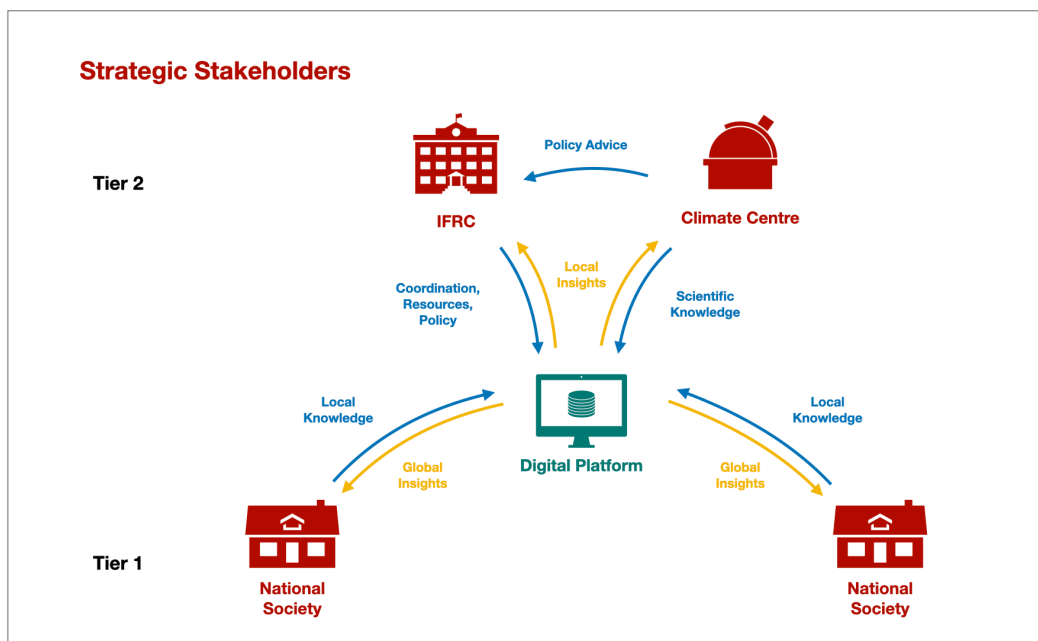 Strategic Stakeholders
Policy Advice
Tier 2
IFRC
Climate Centre
Local
Insights
Coordination,
Resources,
Policy
Scientific
Knowledge
Local
Knowledge
Local
Knowledge
Digital Platform
Global
Insights
Global
Insights
Tier 1
National
Society
National
Society